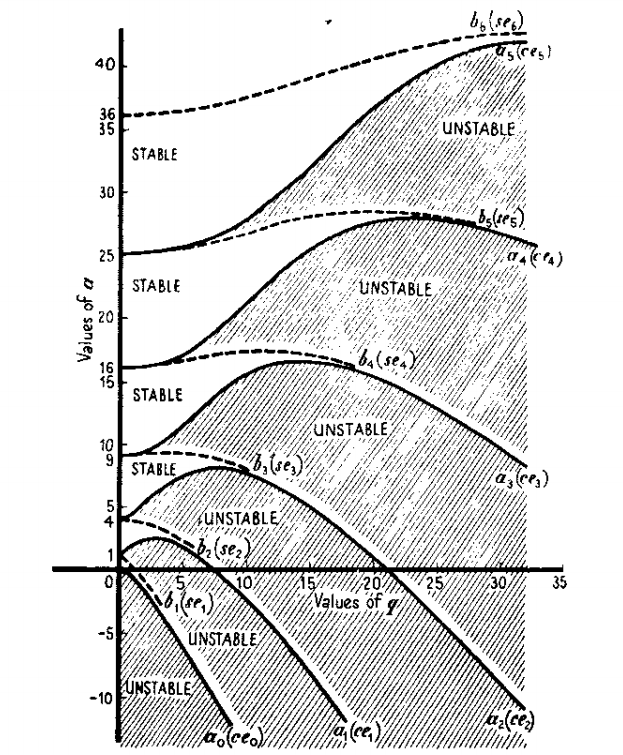 b6(se6)
a5(ce5)
40
UNSTABLE
36
35
STABLE
30
b5(se5)
25
a4(ce4)
STABLE
UNSTABLE
20
Values of a
16
b4(se4)
15
STABLE
UNSTABLE
10
9
b3(se3)
STABLE
a3(ce3)
5
4
UNSTABLE
b2(se2)
1
0
0 5 10 15 20 25 30 35
b1(se1)
Values of q
-5
UNSTABLE
UNSTABLE
-10
a0(ce0)
a1(ce1)
a2(ce2)